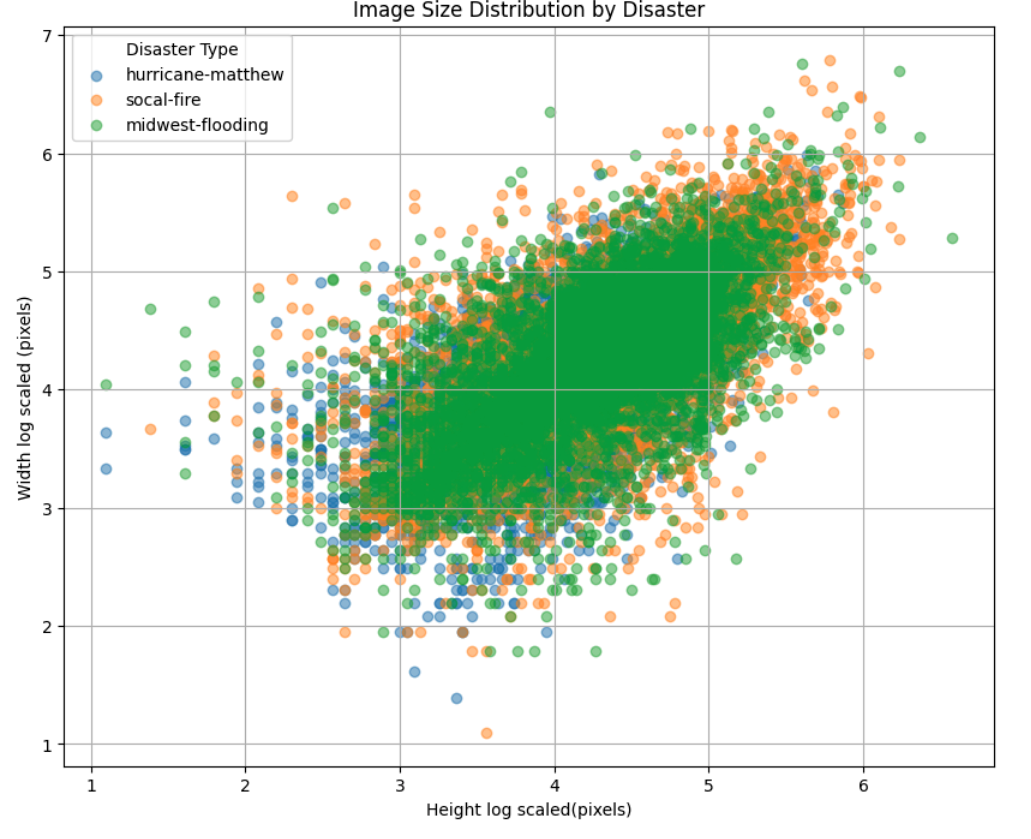 Image Size Distribution by Disaster
7
6
5
4
3
2
1
Width log scaled (pixels)
Disaster Type
hurricane-matthew
socal-fire
midwest-flooding
1 2 3 4 5 6
Height log scaled(pixels)